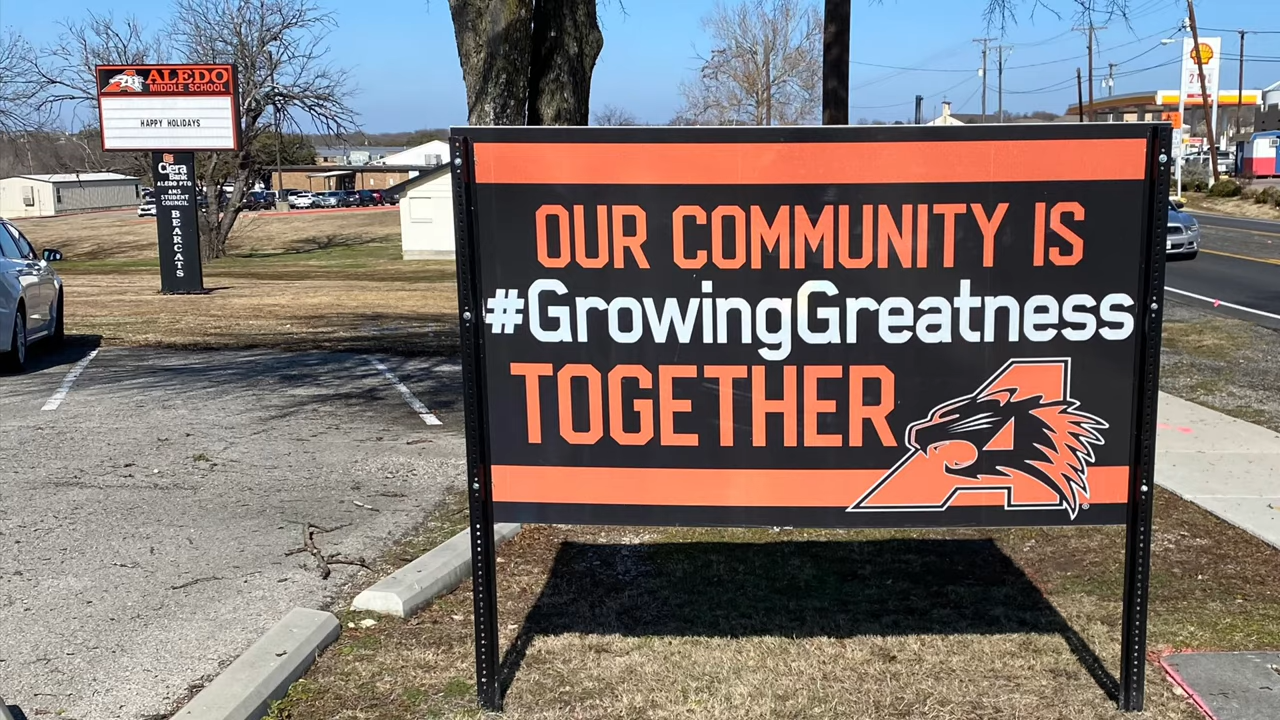 ALEDO
MIDDLE SCHOOL
HAPPY HOLIDAYS
Clera
Bank
ALEDO PTO
AMS
STUDENT
COUNCIL
BEARCATS
OUR COMMUNITY IS
#GrowingGreatness
TOGETHER
A